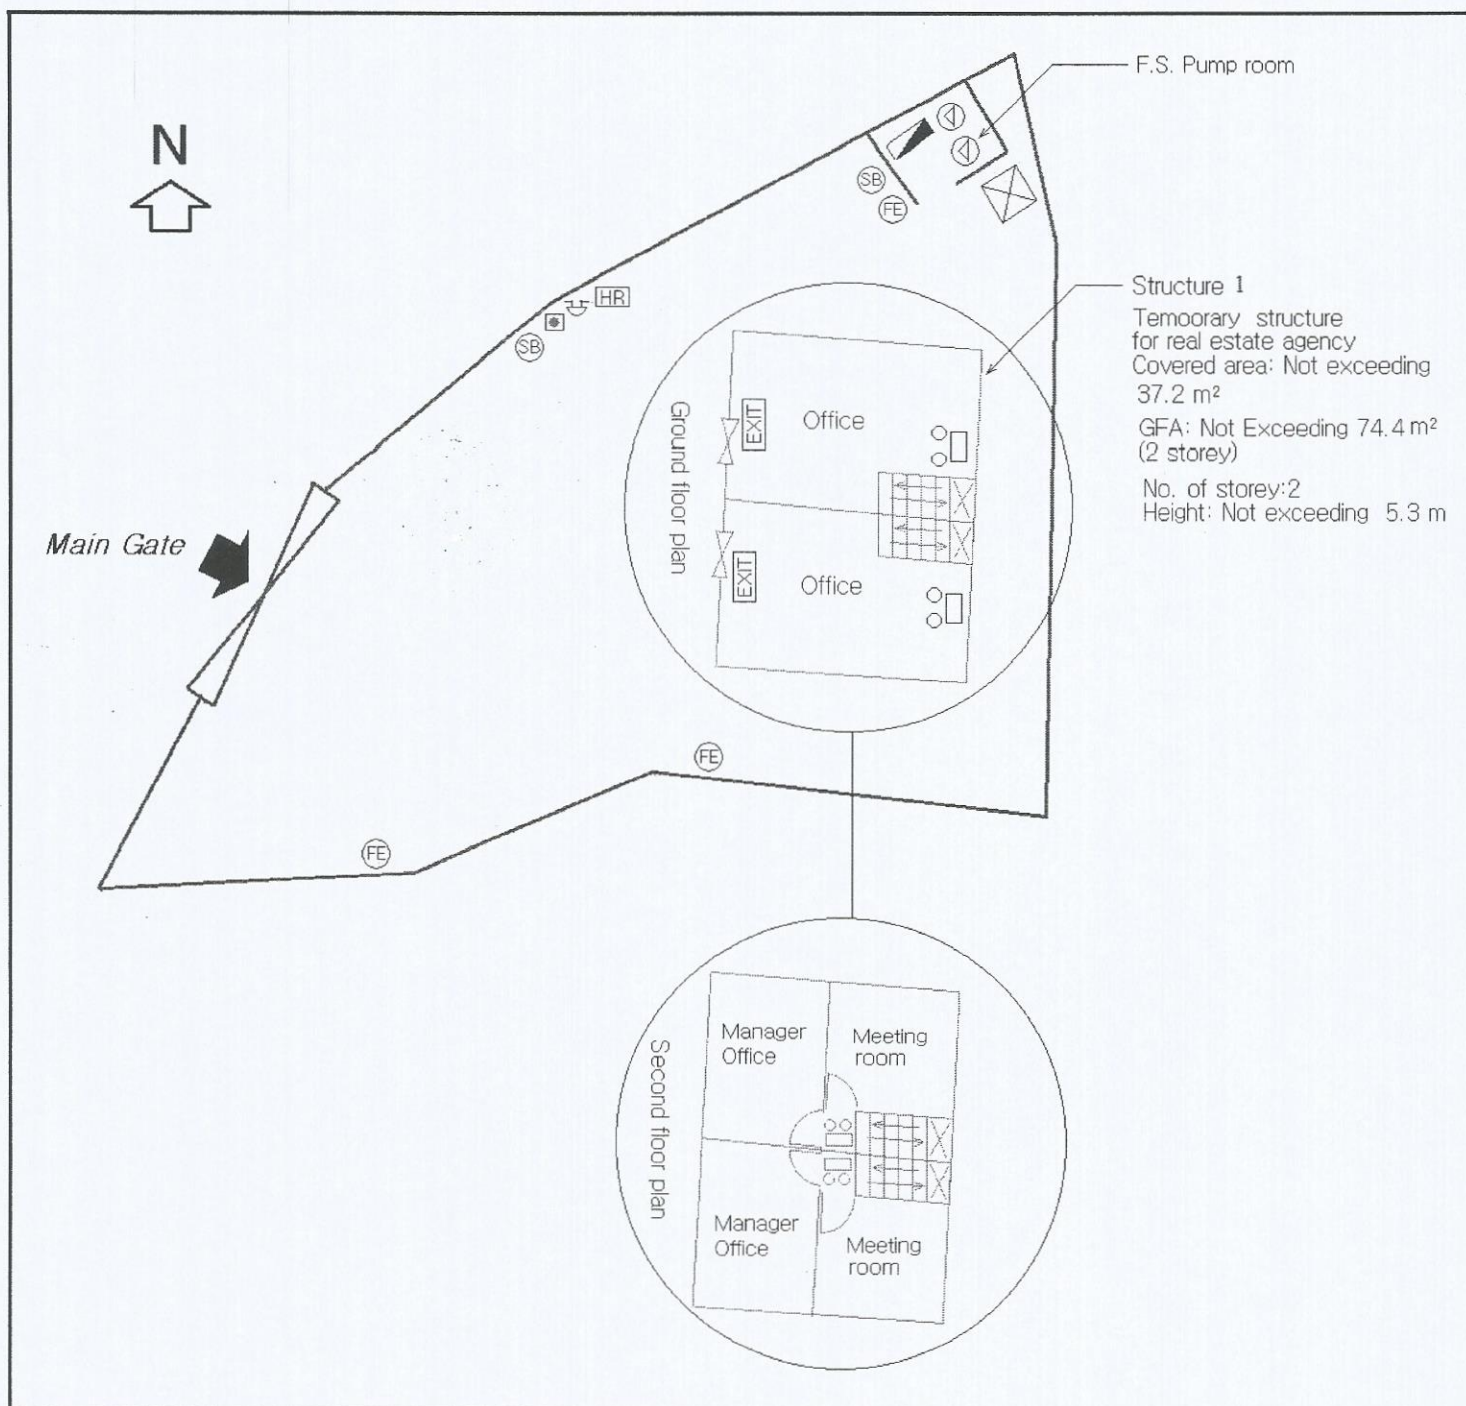 F.S. Pump room
N
SB
FE
HR
SB
Structure 1
Temoorary structure
for real estate agency
Covered area: Not exceeding
37.2 m²
GFA: Not Exceeding 74.4 m²
(2 storey)
No. of storey:2
Height: Not exceeding 5.3 m
Ground floor plan
EXIT
Office
EXIT
Office
Main Gate
FE
FE
Second floor plan
Manager
Office
Meeting
room
Manager
Office
Meeting
room